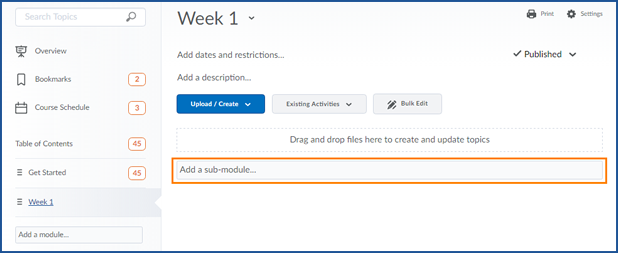 Search Topics
Overview
Bookmarks 2
Course Schedule 3
Table of Contents 45
Get Started 45
Week 1
Add a module...
Week 1
Print Settings
Add dates and restrictions...
Published
Add a description...
Upload / Create Existing Activities Bulk Edit
Drag and drop files here to create and update topics
Add a sub-module...